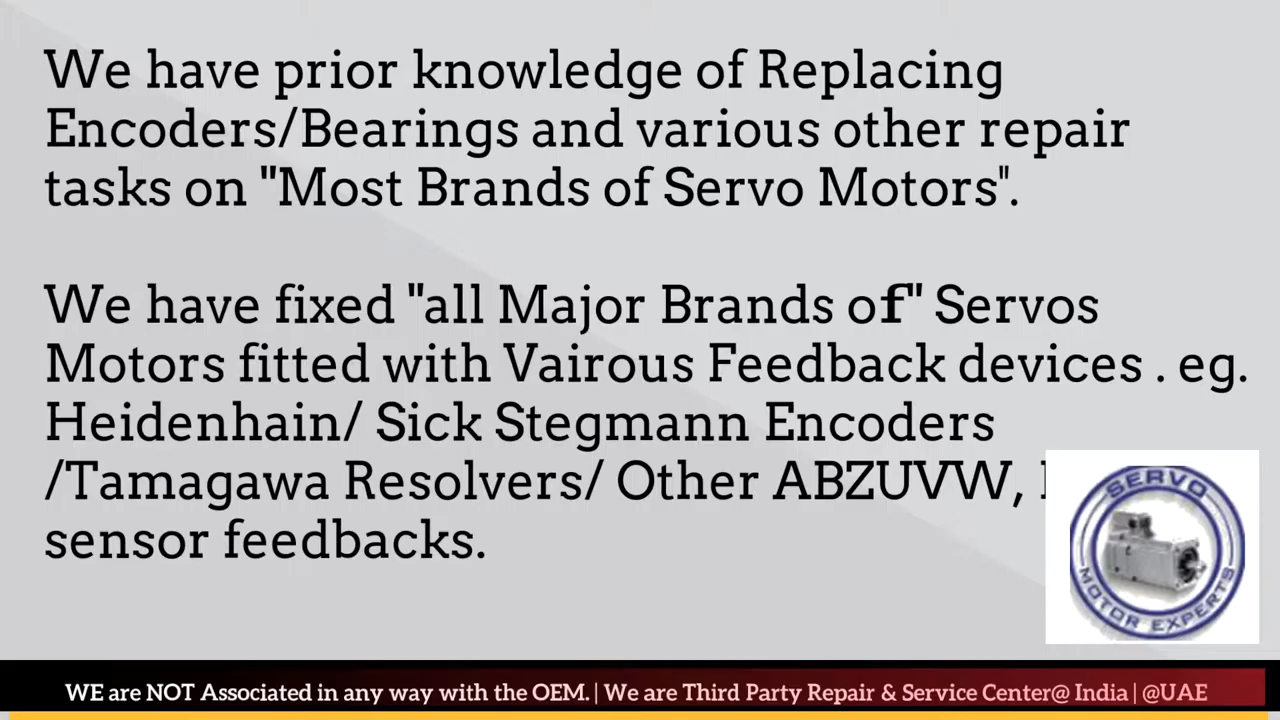 We have prior knowledge of Replacing
Encoders/Bearings and various other repair
tasks on "Most Brands of Servo Motors".
We have fixed "all Major Brands of" Servos
Motors fitted with Vairous Feedback devices . eg.
Heidenhain/ Sick Stegmann Encoders
/Tamagawa Resolvers/ Other ABZUVW,
sensor feedbacks.
SERVO
MOTOR EXPERTS
WE are NOT Associated in any way with the OEM. | We are Third Party Repair & Service Center@ India | @UAE